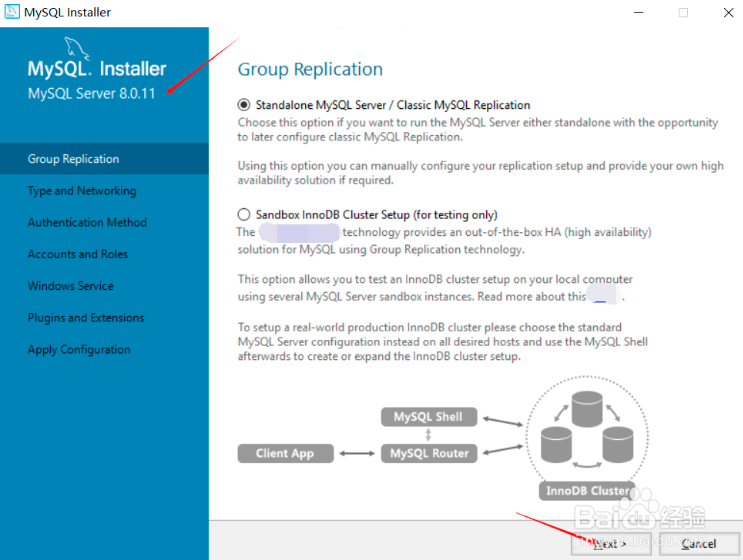 MySQL Installer
MySQL. Installer
MySQL Server 8.0.11
Group Replication
Type and Networking
Authentication Method
Accounts and Roles
Windows Service
Plugins and Extensions
Apply Configuration
Group Replication
Standalone MySQL Server / Classic MySQL Replication
Choose this option if you want to run the MySQL Server either standalone with the opportunity
to later configure classic MySQL Replication.
Using this option you can manually configure your replication setup and provide your own high
availability solution if required.
Sandbox InnoDB Cluster Setup (for testing only)
The technology provides an out-of-the-box HA (high availability)
solution for MySQL using Group Replication technology.
This option allows you to test an InnoDB cluster setup on your local computer
using several MySQL Server sandbox instances. Read more about this .
To setup a real-world production InnoDB cluster please choose the standard
MySQL Server configuration instead on all desired hosts and use the MySQL Shell
afterwards to create or expand the InnoDB cluster setup.
MySQL Shell
Client App
MySQL Router
InnoDB Cluster
Baidu 经验
Next >
Cancel